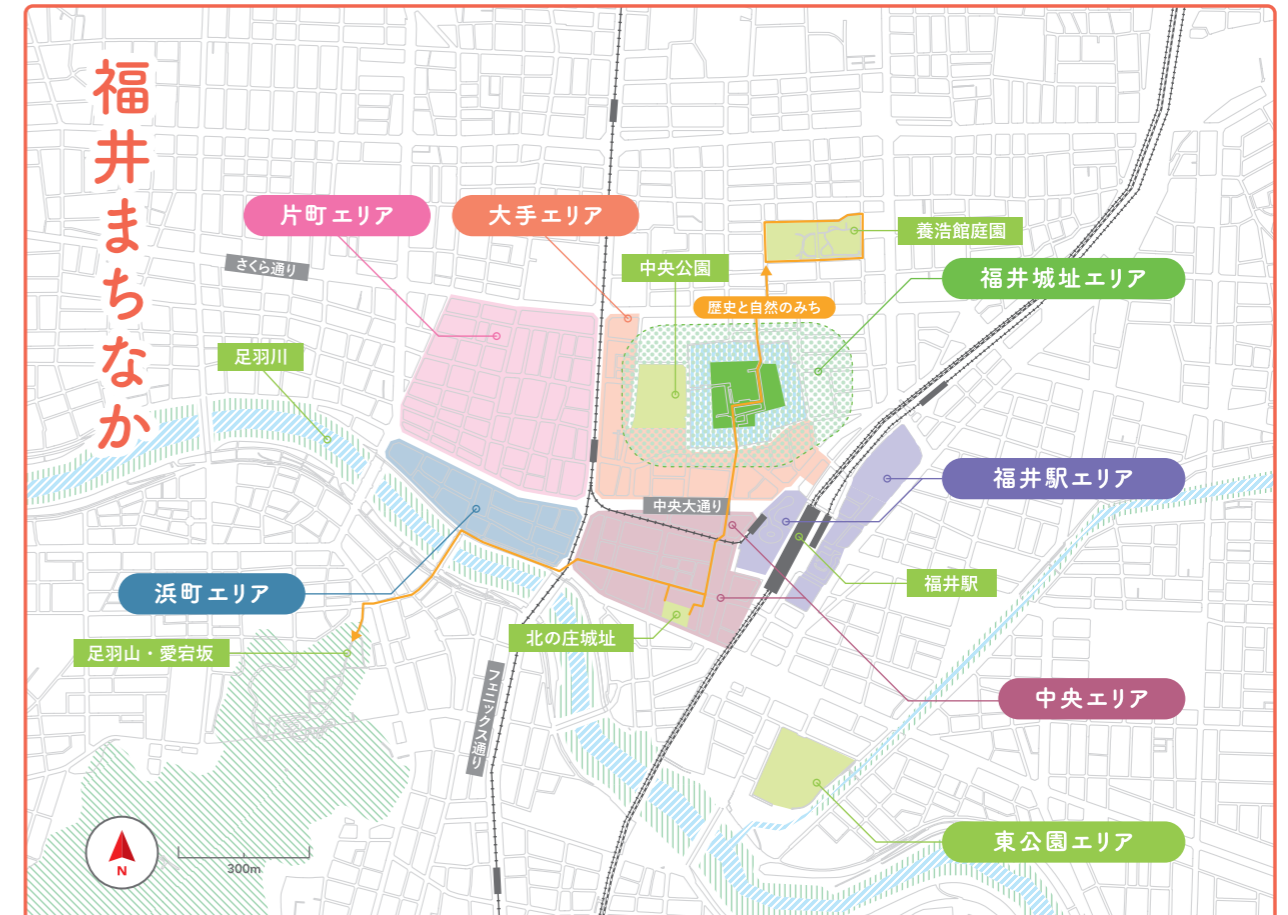 福井まちなか
片町エリア
大手エリア
養浩館庭園
さくら通り
中央公園
福井城址エリア
歴史と自然のみち
足羽川
福井駅エリア
中央大通り
浜町エリア
福井駅
北の庄城址
足羽山・愛宕坂
フェニックス通り
中央エリア
東公園エリア
N
300m